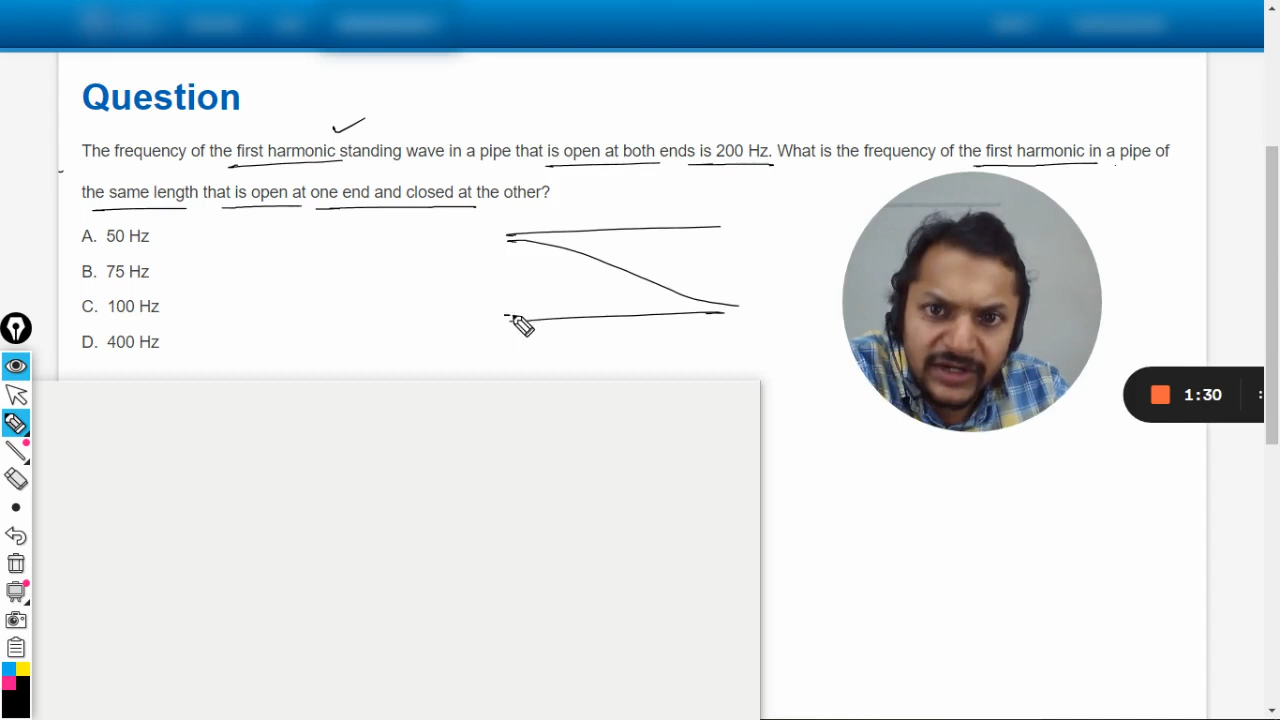 Question
The frequency of the first harmonic standing wave in a pipe that is open at both ends is 200 Hz. What is the frequency of the first harmonic in a pipe of
the same length that is open at one end and closed at the other?
A. 50 Hz
B. 75 Hz
C. 100 Hz
D. 400 Hz
1:30